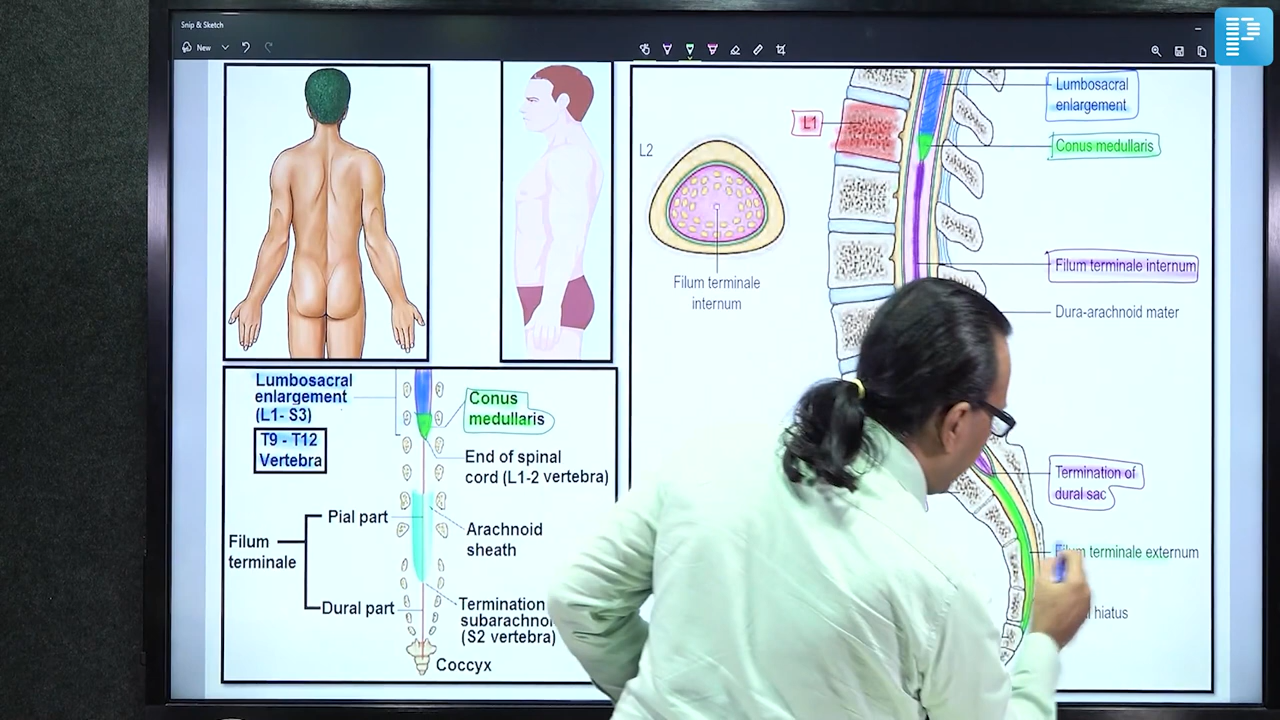 Snip & Sketch
New
L1
L2
Filum terminale
internum
Lumbosacral
enlargement
Conus medullaris
Filum terminale internum
Dura-arachnoid mater
Termination of
dural sac
Filum terminale externum
hiatus
Lumbosacral
enlargement
(L1- S3)
T9 - T12
Vertebra
Conus
medullaris
End of spinal
cord (L1-2 vertebra)
Pial part
Filum
terminale
Arachnoid
sheath
Dural part
Termination
(S2 vertebra)
Coccyx
P